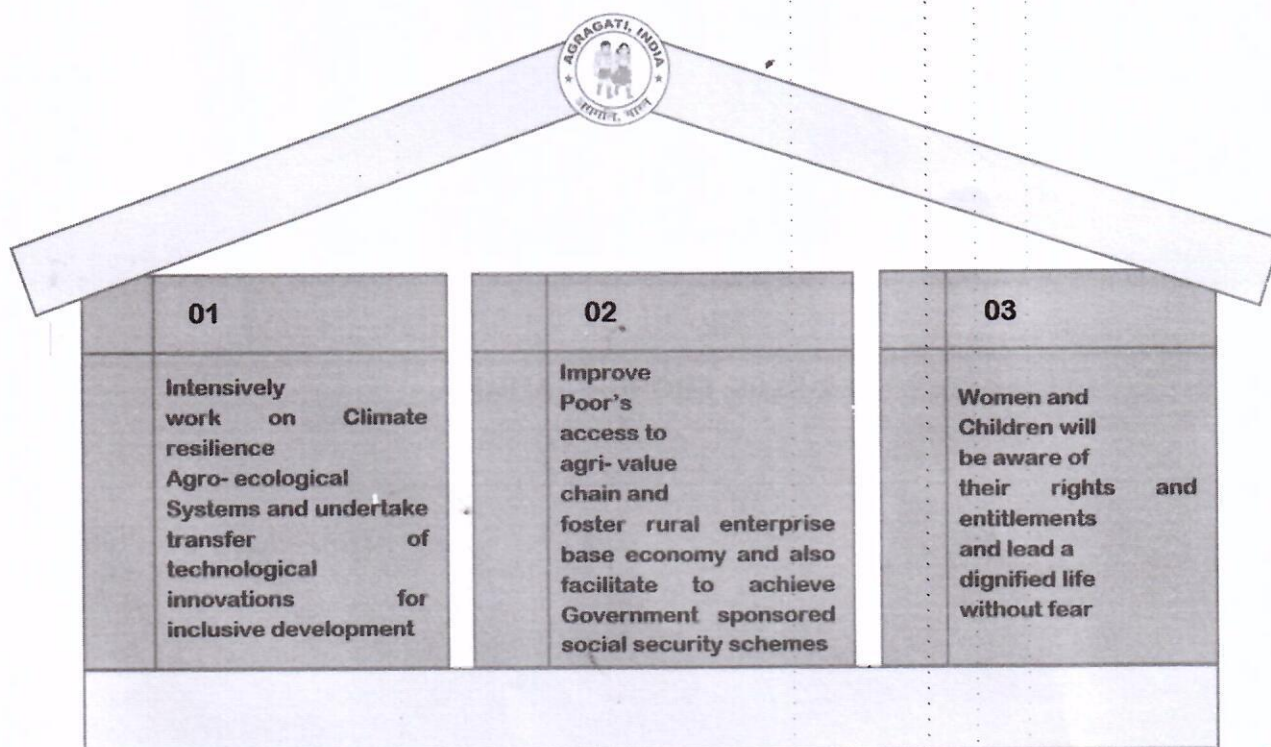 AGRAGATI, INDIA
अग्रगति, भारत
01
Intensively
work on Climate
resilience
Agro- ecological
Systems and undertake
transfer of
technological
innovations for
inclusive development
02
Improve
Poor's
access to
agri- value
chain and
foster rural enterprise
base economy and also
facilitate to achieve
Government sponsored
social security schemes
03
Women and
Children will
be aware of
their rights and
entitlements
and lead a
dignified life
without fear